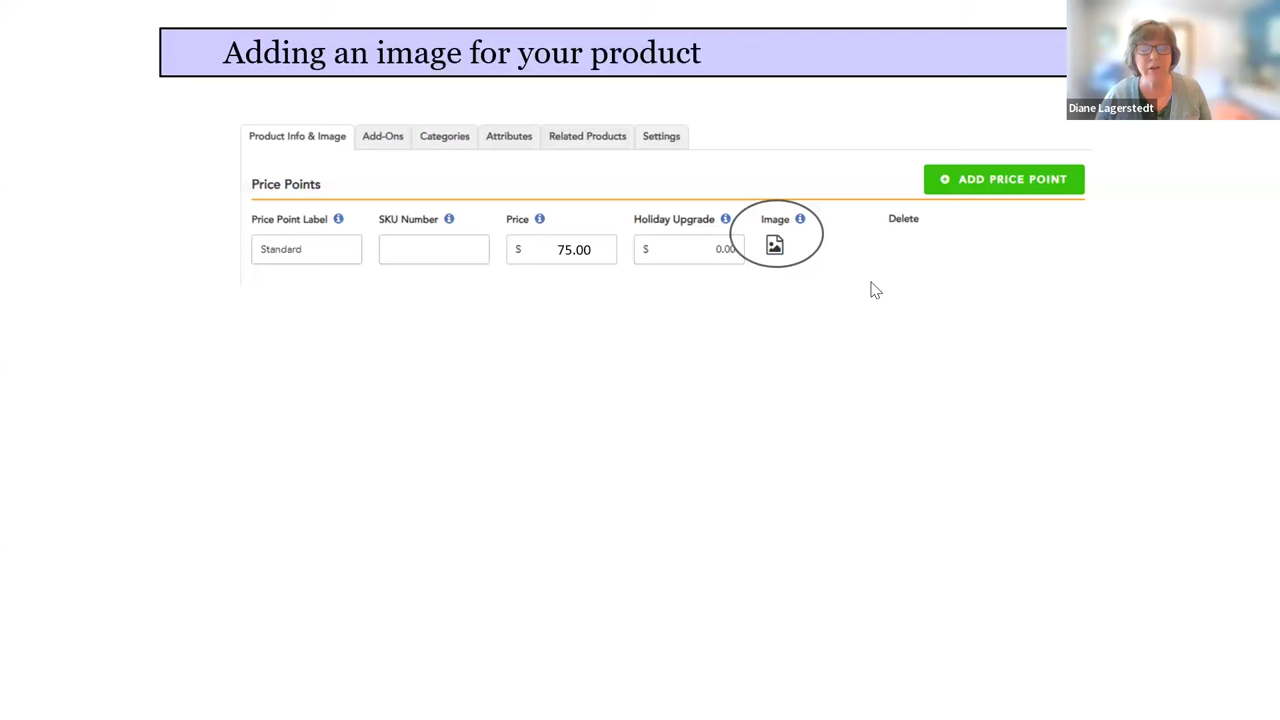 Adding an image for your product
Diane Lagerstedt
Product Info & Image Add-Ons Categories Attributes Related Products Settings
Price Points
ADD PRICE POINT
Price Point Label SKU Number Price Holiday Upgrade Image Delete
Standard $ 75.00 $ 0.00